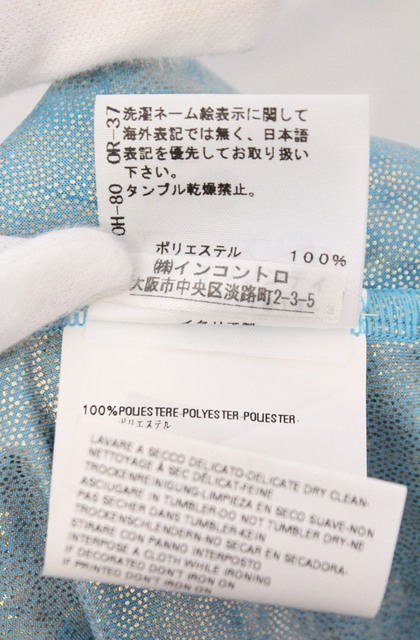 OH-80 OR-37
洗濯ネーム絵表示に関して
海外表記では無く、日本語
表記を優先してお取り扱い
下さい。
タンブル乾燥禁止。
ポリエステル 100%
㈱インコントロ
大阪市中央区淡路町2-3-5
100%POLIESTERE-POLYESTER-POLIESTER-
ポリエステル
LAVARE A SECCO DELICATO-DELICATE DRY CLEAN-
NETTOYAGE À SEC DÉLICAT-FEINE
TROCKENREINIGUNG-LIMPIEZA EN SECO SUAVE-NON
ASCIUGARE IN TUMBLER-DO NOT TUMBLER DRY-NE
PAS SECHER DANS TUMBLER-KEIN
TROCKENSCHLENDERN-NO SECAR EN SECADORA-
STIRARE CON PANNO INTERPOSTO
INTERPOSE A CLOTH WHILE IRONING
IF DECORATED DON'T IRON ON
IF PRINTED DON'T IRON ON